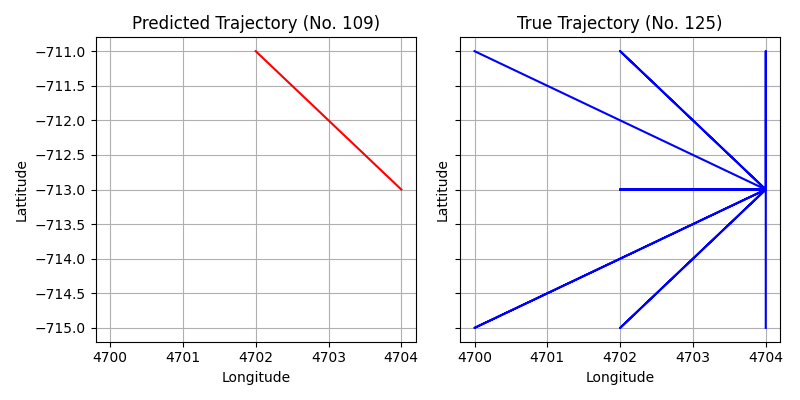 Predicted Trajectory (No. 109)
True Trajectory (No. 125)
−711.0
−711.5
−712.0
−712.5
−713.0
−713.5
−714.0
−714.5
−715.0
Lattitude
Lattitude
4700 4701 4702 4703 4704
4700 4701 4702 4703 4704
Longitude
Longitude